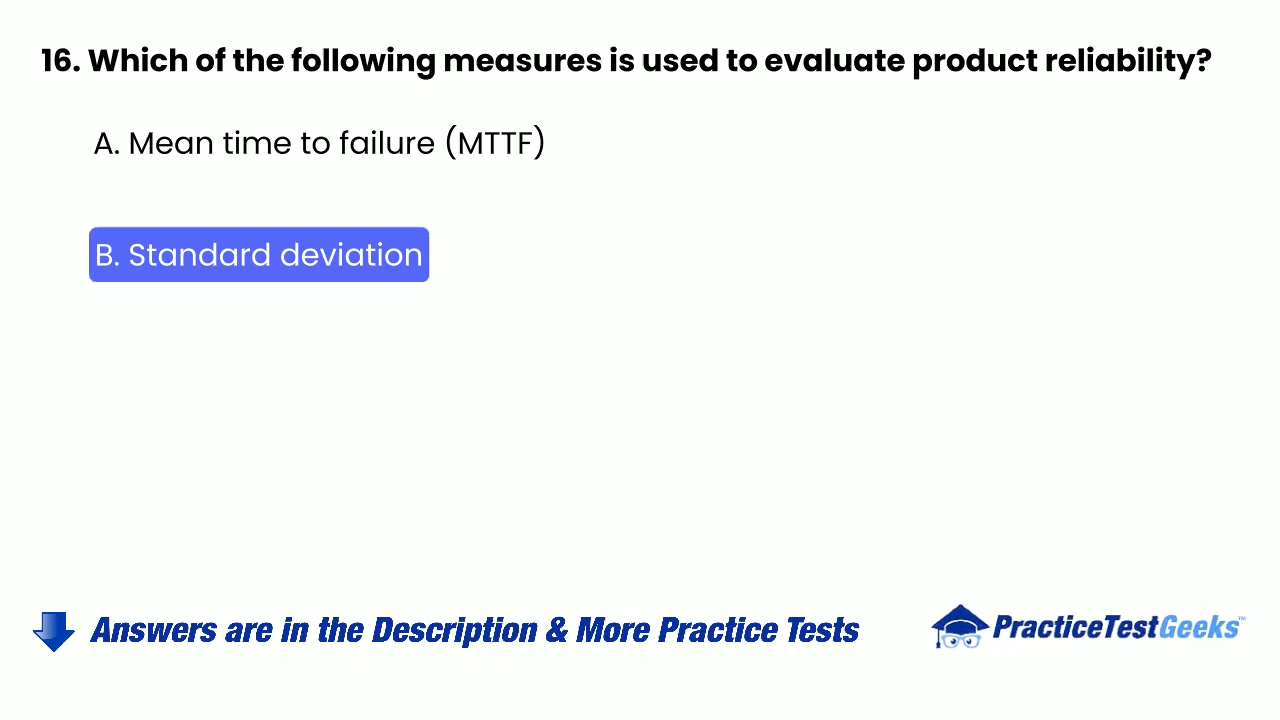 16. Which of the following measures is used to evaluate product reliability?
A. Mean time to failure (MTTF)
B. Standard deviation
Answers are in the Description & More Practice Tests
PracticeTestGeeks™